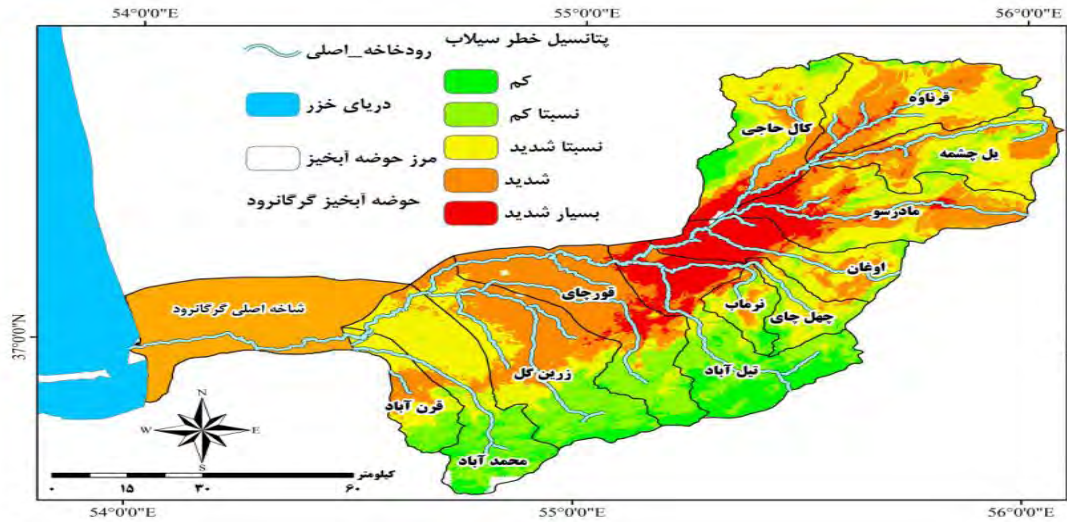 54°0'0"E
55°0'0"E
56°0'0"E
پتانسیل خطر سیلاب
کم
نسبتا کم
نسبتا شدید
شدید
بسیار شدید
رودخاخه_اصلی
دریای خزر
مرز حوضه آبخیز
حوضه آبخیز گرگانرود
قرناوه
کال حاجی
یل چشمه
مادرسو
اوغان
نرماب
چهل چای
تیل آباد
قورچای
زرین گل
قرن آباد
محمد آباد
شاخه اصلی گرگانرود
37°0'0"N
N
W
E
S
کیلومتر
۰ ۱۵ ۳۰ ۶۰
54°0'0"E
55°0'0"E
56°0'0"E